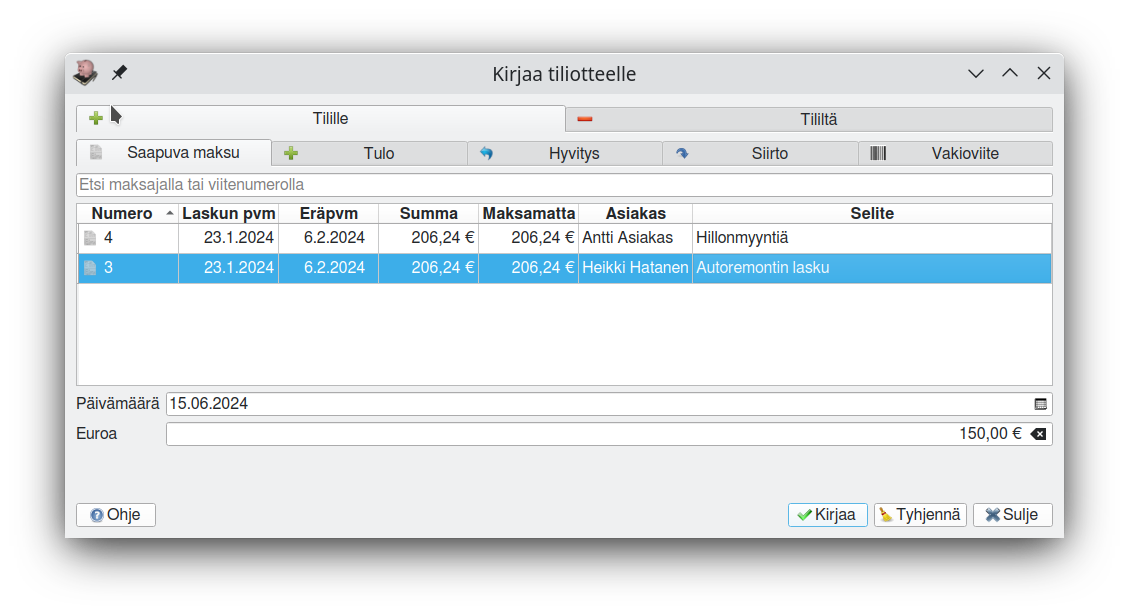 Kirjaa tiliotteelle
Tilille Tililtä
Saapuva maksu Tulo Hyvitys Siirto Vakioviite
Etsi maksajalla tai viitenumerolla
Numero Laskun pvm Eräpvm Summa Maksamatta Asiakas Selite
4 23.1.2024 6.2.2024 206,24 € 206,24 € Antti Asiakas Hillonmyyntiä
3 23.1.2024 6.2.2024 206,24 € 206,24 € Heikki Hatanen Autoremontin lasku
Päivämäärä 15.06.2024
Euroa 150,00 €
Ohje Kirjaa Tyhjennä Sulje